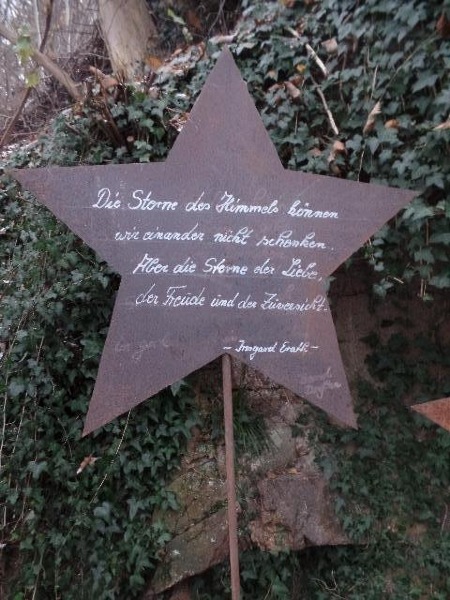 Die Sterne des Himmels können
wir einander nicht schenken.
Aber die Sterne der Liebe,
der Freude und der Zuversicht.
- Irmgard Erath -